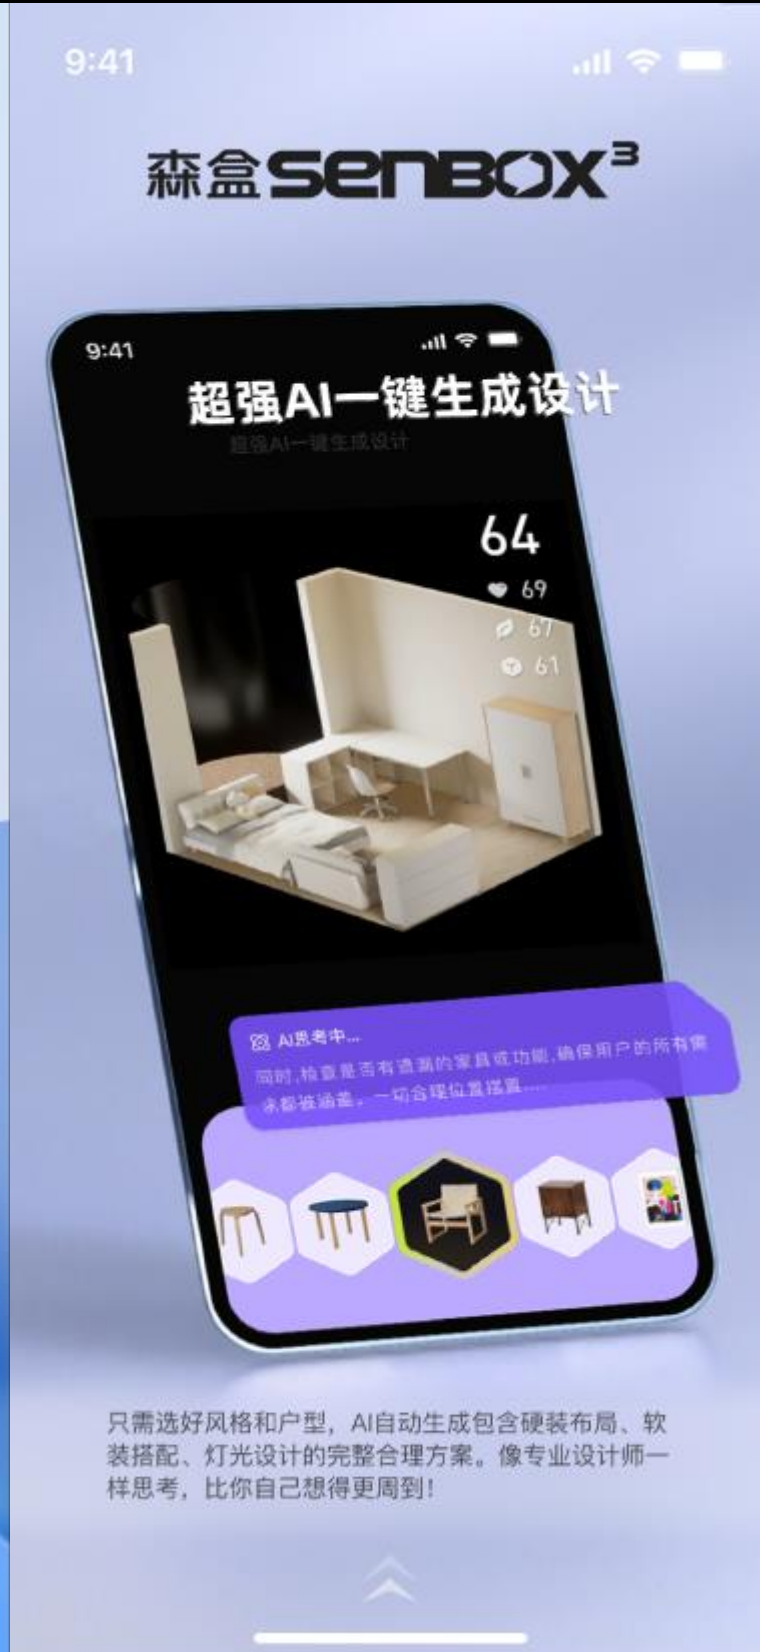 9:41
森盒SENBOX³
9:41
超强AI一键生成设计
超强AI一键生成设计
64
69
67
61
AI思考中...
同时,检查是否有遗漏的家具或功能,确保用户的所有需
求都被涵盖。一切合理位置摆置....
只需选好风格和户型，AI自动生成包含硬装布局、软
装搭配、灯光设计的完整合理方案。像专业设计师一
样思考，比你自己想得更周到！